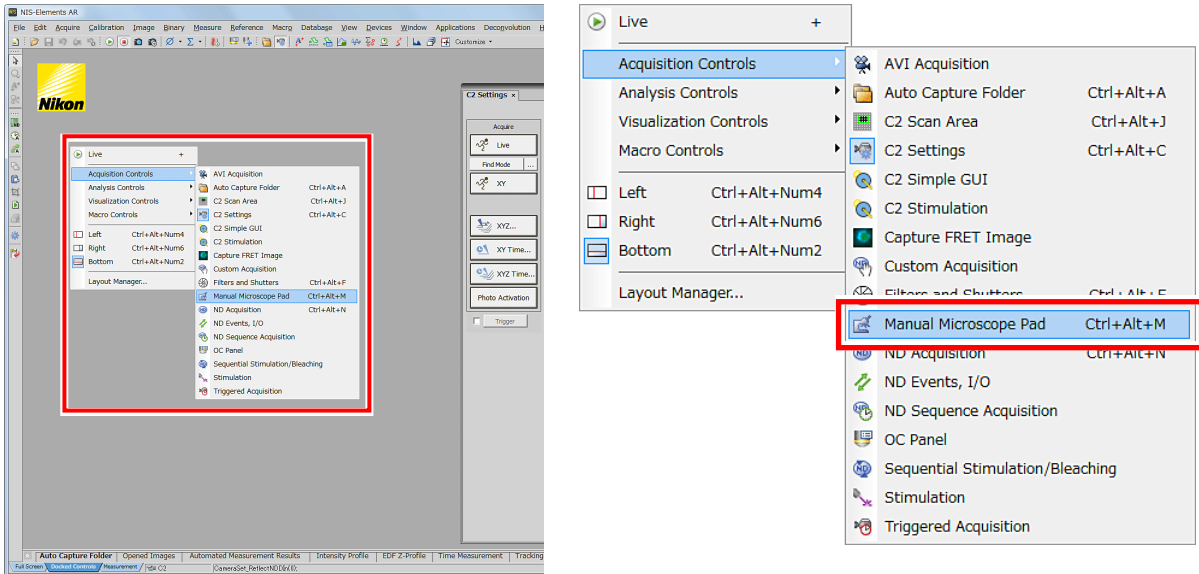 NIS-Elements AR
File Edit Acquire Calibration Image Binary Measure Reference Macro Database View Devices Window Applications Deconvolution H
Customize
Nikon
C2 Settings ×
Acquire
Live
Find Mode ...
XY
XYZ...
XY Time...
XYZ Time...
Photo Activation
Trigger
Live +
Acquisition Controls
Analysis Controls
Visualization Controls
Macro Controls
Left Ctrl+Alt+Num4
Right Ctrl+Alt+Num6
Bottom Ctrl+Alt+Num2
Layout Manager...
AVI Acquisition
Auto Capture Folder Ctrl+Alt+A
C2 Scan Area Ctrl+Alt+J
C2 Settings Ctrl+Alt+C
C2 Simple GUI
C2 Stimulation
Capture FRET Image
Custom Acquisition
Filters and Shutters Ctrl+Alt+F
Manual Microscope Pad Ctrl+Alt+M
ND Acquisition Ctrl+Alt+N
ND Events, I/O
ND Sequence Acquisition
OC Panel
Sequential Stimulation/Bleaching
Stimulation
Triggered Acquisition
Auto Capture Folder Opened Images Automated Measurement Results Intensity Profile EDF Z-Profile Time Measurement Tracking
Full Screen Docked Controls Measurement C2 CameraSet_ReflectNDDIn(0);
Live +
Acquisition Controls
Analysis Controls
Visualization Controls
Macro Controls
Left Ctrl+Alt+Num4
Right Ctrl+Alt+Num6
Bottom Ctrl+Alt+Num2
Layout Manager...
AVI Acquisition
Auto Capture Folder Ctrl+Alt+A
C2 Scan Area Ctrl+Alt+J
C2 Settings Ctrl+Alt+C
C2 Simple GUI
C2 Stimulation
Capture FRET Image
Custom Acquisition
Filters and Shutters Ctrl+Alt+F
Manual Microscope Pad Ctrl+Alt+M
ND Acquisition Ctrl+Alt+N
ND Events, I/O
ND Sequence Acquisition
OC Panel
Sequential Stimulation/Bleaching
Stimulation
Triggered Acquisition